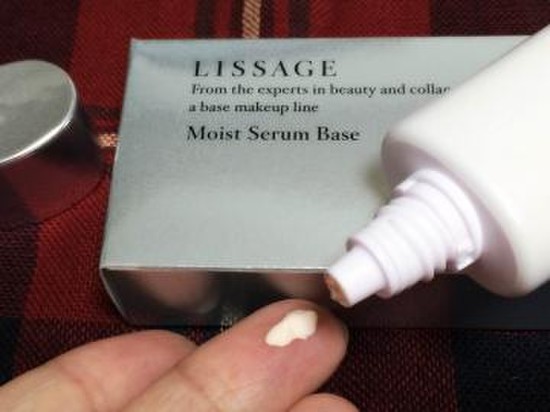 LISSAGE
From the experts in beauty and
a base makeup line
Moist Serum Base